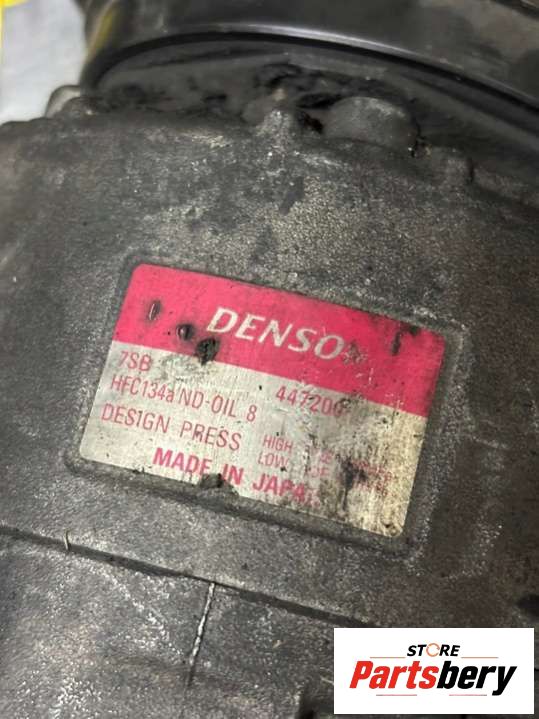 DENSO
7SB
447200
HFC134a ND-OIL 8
DESIGN PRESS HIGH
LOW
MADE IN JAPAN
STORE
Partsbery